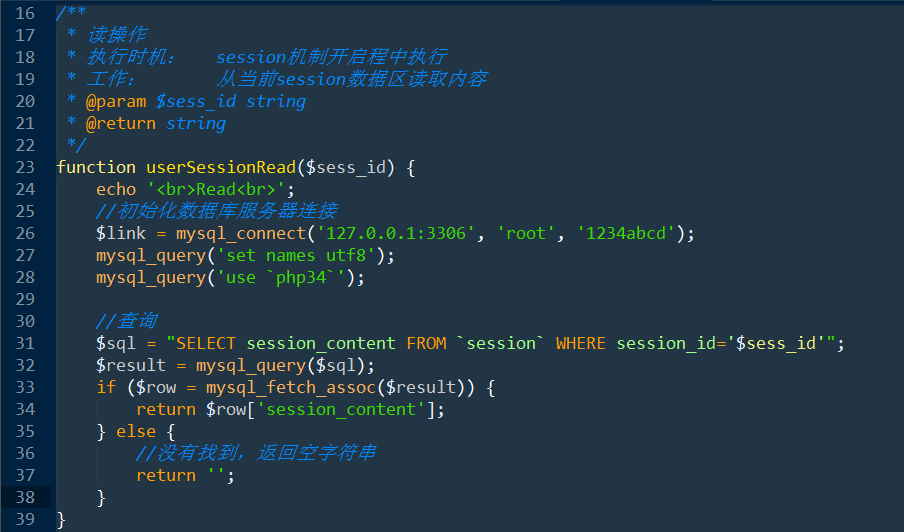 16 /**
17  * 读操作
18  * 执行时机：   session机制开启程中执行
19  * 工作：       从当前session数据区读取内容
20  * @param $sess_id string
21  * @return string
22  */
23 function userSessionRead($sess_id) {
24     echo '<br>Read<br>';
25     //初始化数据库服务器连接
26     $link = mysql_connect('127.0.0.1:3306', 'root', '1234abcd');
27     mysql_query('set names utf8');
28     mysql_query('use `php34`');
29
30     //查询
31     $sql = "SELECT session_content FROM `session` WHERE session_id='$sess_id'";
32     $result = mysql_query($sql);
33     if ($row = mysql_fetch_assoc($result)) {
34         return $row['session_content'];
35     } else {
36         //没有找到，返回空字符串
37         return '';
38     }
39 }